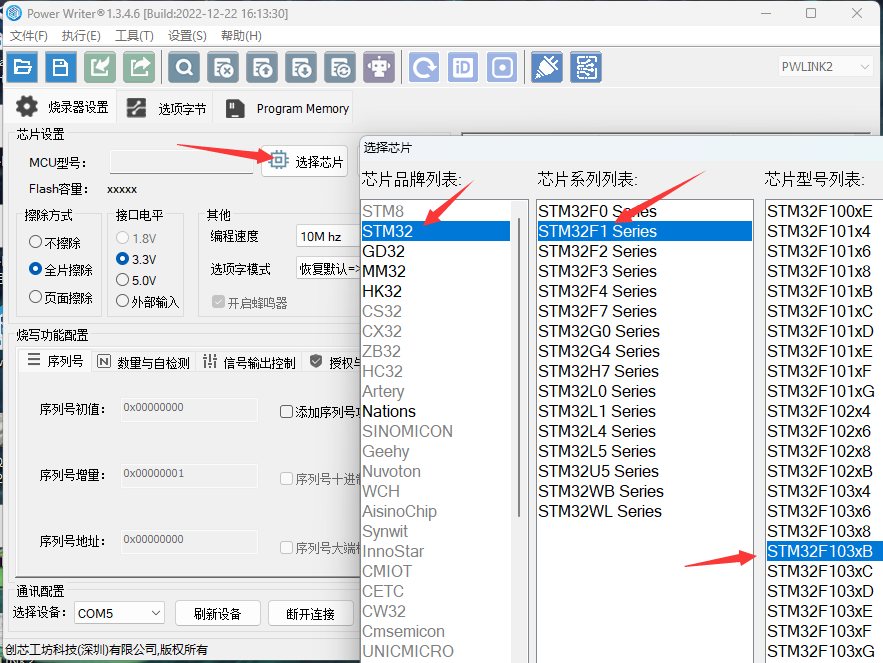 Power Writer® 1.3.4.6 [Build:2022-12-22 16:13:30]
文件(F) 执行(E) 工具(T) 设置(S) 帮助(H)
PWLINK2
烧录器设置 选项字节 Program Memory
芯片设置
MCU型号: 选择芯片
Flash容量: xxxxx
擦除方式
不擦除
全片擦除
页面擦除
接口电平
1.8V
3.3V
5.0V
外部输入
其他
编程速度 10M hz
选项字模式 恢复默认=>
开启蜂鸣器
烧写功能配置
序列号 数量与自检测 信号输出控制
序列号初值: 0x00000000 添加序列号
序列号增量: 0x00000001 序列号十进
序列号地址: 0x00000000 序列号大端
通讯配置
选择设备: COM5 刷新设备 断开连接
创芯工坊科技(深圳)有限公司,版权所有
选择芯片
芯片品牌列表:
STM8
STM32
GD32
MM32
HK32
CS32
CX32
ZB32
HC32
Artery
Nations
SINOMICON
Geehy
Nuvoton
WCH
AisinoChip
Synwit
InnoStar
CMIOT
CETC
CW32
Cmsemicon
UNICMICRO
芯片系列列表:
STM32F0 Series
STM32F1 Series
STM32F2 Series
STM32F3 Series
STM32F4 Series
STM32F7 Series
STM32G0 Series
STM32G4 Series
STM32H7 Series
STM32L0 Series
STM32L1 Series
STM32L4 Series
STM32L5 Series
STM32U5 Series
STM32WB Series
STM32WL Series
芯片型号列表:
STM32F100xE
STM32F101x4
STM32F101x6
STM32F101x8
STM32F101xB
STM32F101xC
STM32F101xD
STM32F101xE
STM32F101xF
STM32F101xG
STM32F102x4
STM32F102x6
STM32F102x8
STM32F102xB
STM32F103x4
STM32F103x6
STM32F103x8
STM32F103xB
STM32F103xC
STM32F103xD
STM32F103xE
STM32F103xF
STM32F103xG